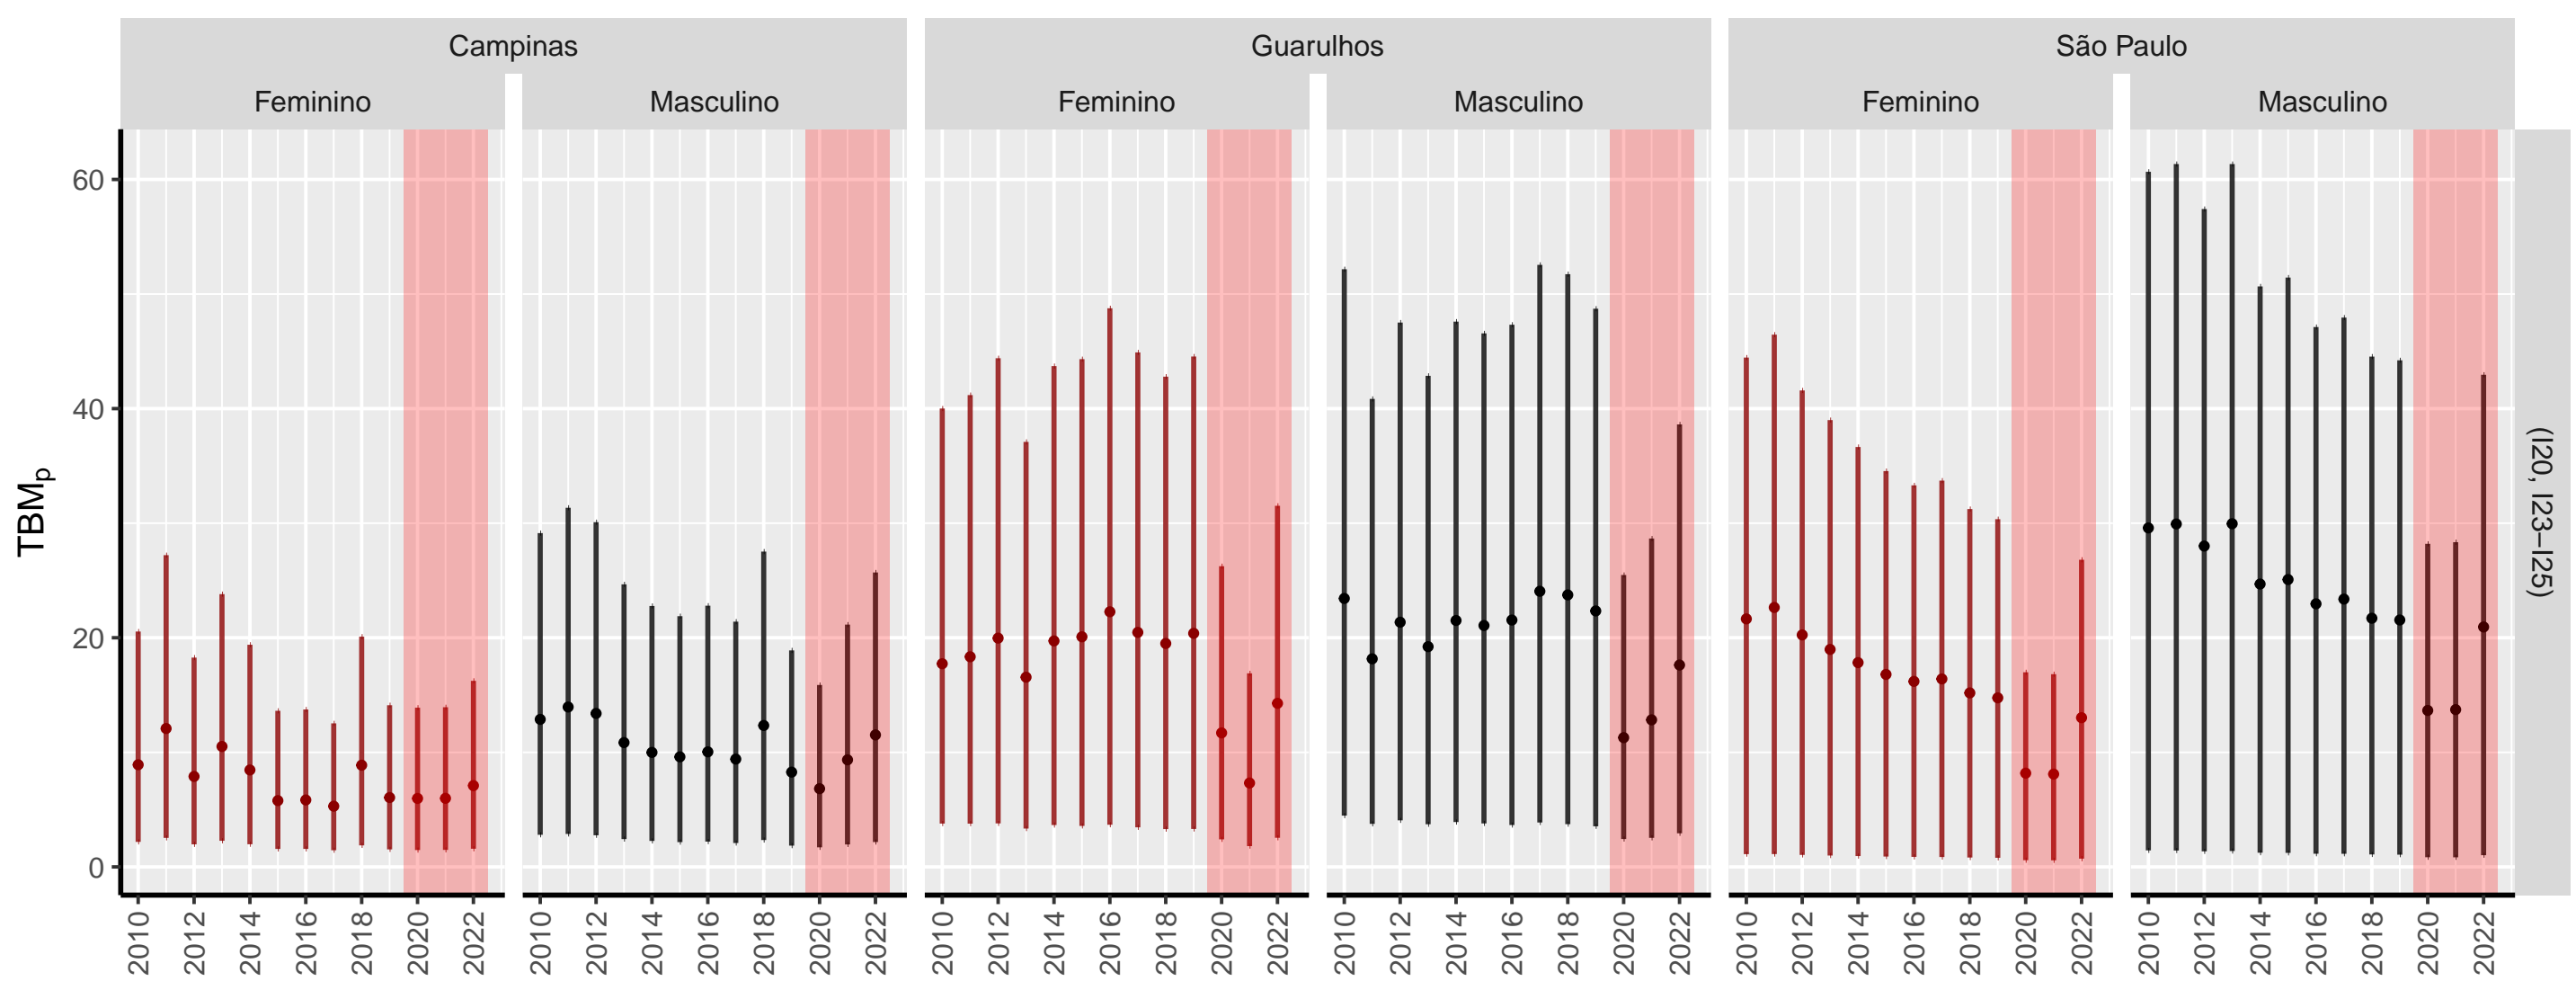 Campinas Guarulhos São Paulo
Feminino Masculino Feminino Masculino Feminino Masculino
60
40
20
0
TBMp
(I20, I23–I25)
2010 2012 2014 2016 2018 2020 2022 2010 2012 2014 2016 2018 2020 2022 2010 2012 2014 2016 2018 2020 2022 2010 2012 2014 2016 2018 2020 2022 2010 2012 2014 2016 2018 2020 2022 2010 2012 2014 2016 2018 2020 2022